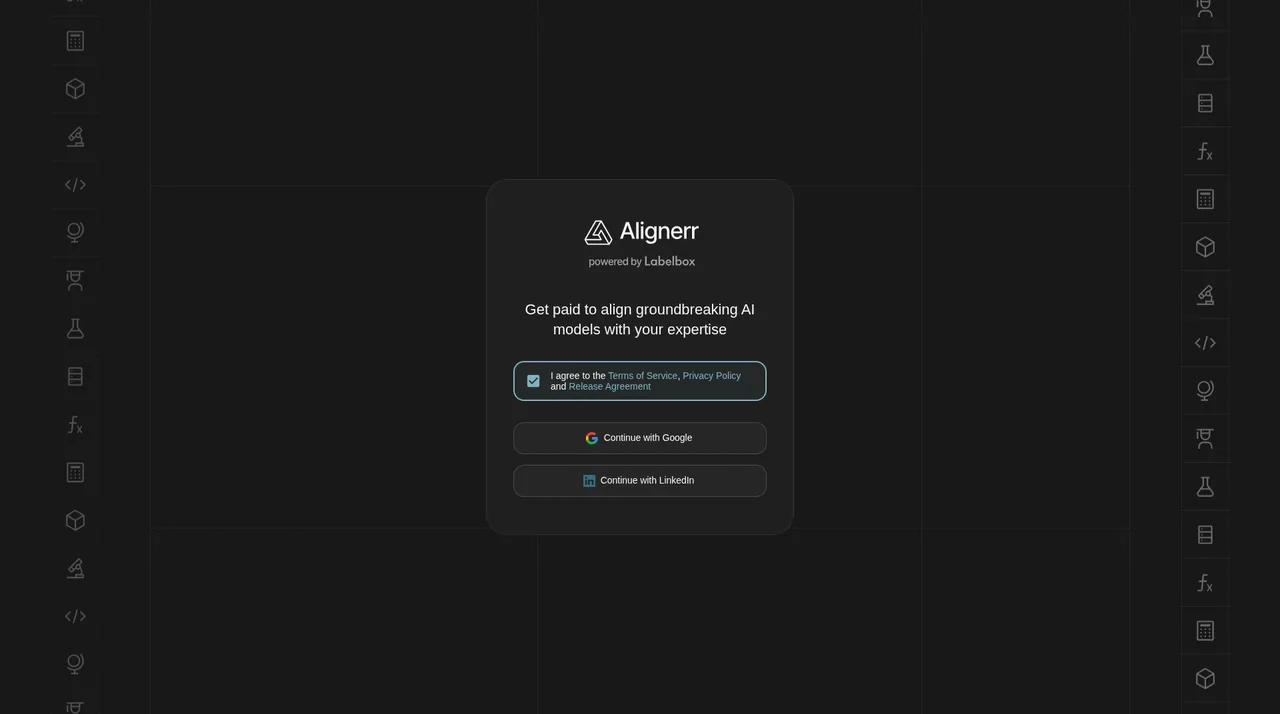 Alignerr
powered by Labelbox
Get paid to align groundbreaking AI
models with your expertise
I agree to the Terms of Service, Privacy Policy
and Release Agreement
Continue with Google
Continue with LinkedIn